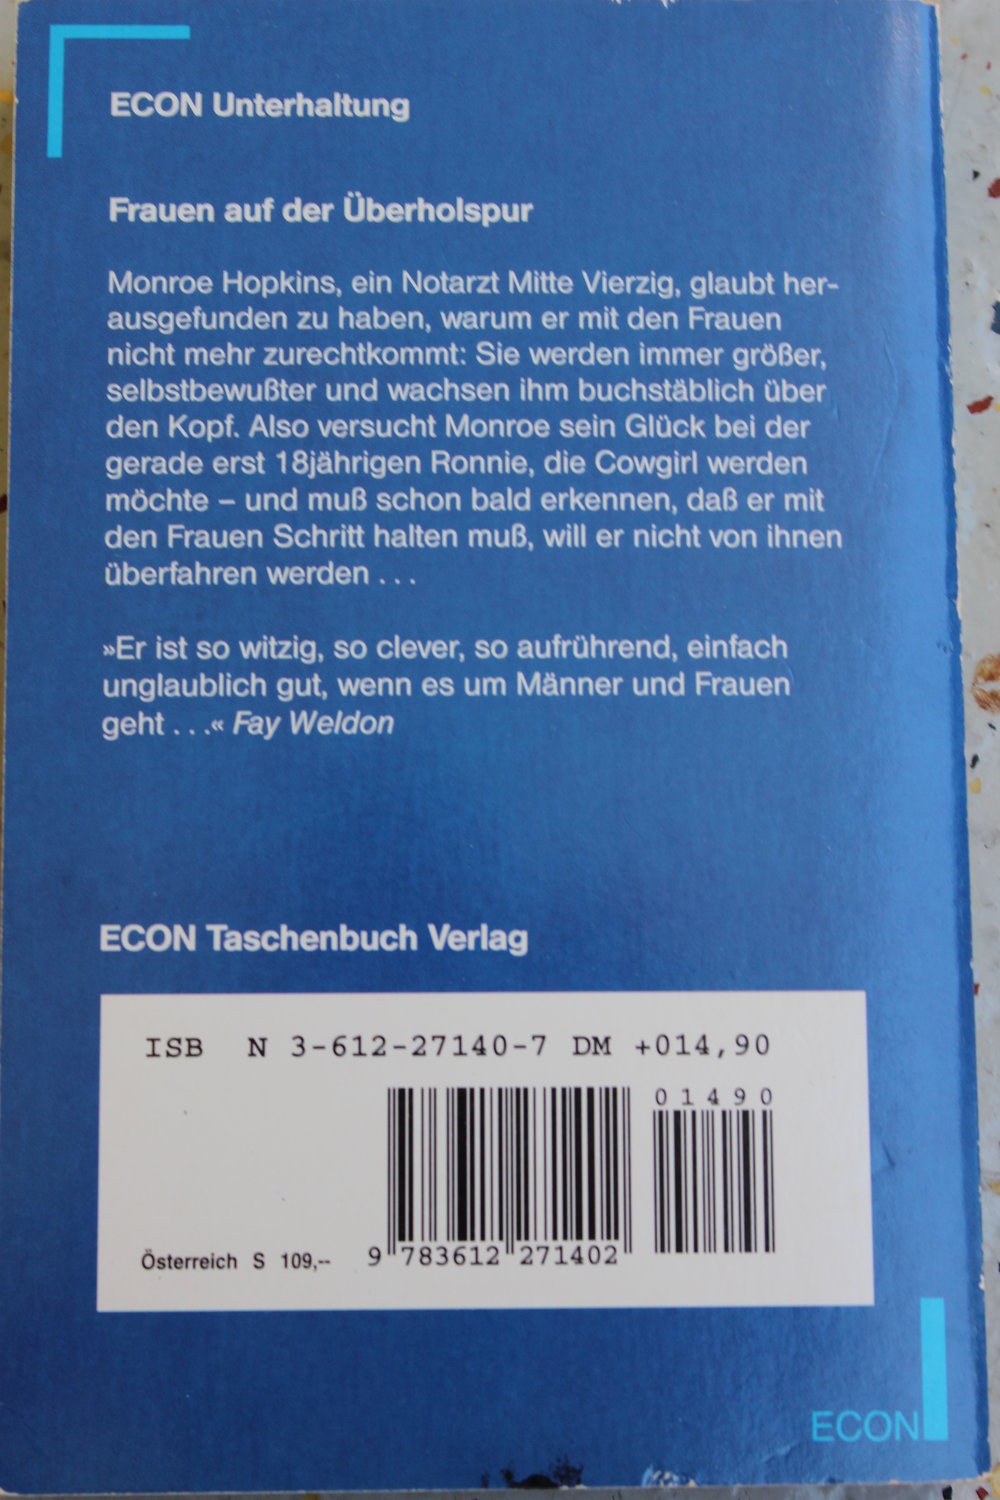 ECON Unterhaltung
Frauen auf der Überholspur
Monroe Hopkins, ein Notarzt Mitte Vierzig, glaubt her-
ausgefunden zu haben, warum er mit den Frauen
nicht mehr zurechtkommt: Sie werden immer größer,
selbstbewußter und wachsen ihm buchstäblich über
den Kopf. Also versucht Monroe sein Glück bei der
gerade erst 18jährigen Ronnie, die Cowgirl werden
möchte – und muß schon bald erkennen, daß er mit
den Frauen Schritt halten muß, will er nicht von ihnen
überfahren werden . . .
»Er ist so witzig, so clever, so aufrührend, einfach
unglaublich gut, wenn es um Männer und Frauen
geht . . .« Fay Weldon
ECON Taschenbuch Verlag
ISB N 3-612-27140-7 DM +014,90
01490
Österreich S 109,-- 9 783612 271402
ECON